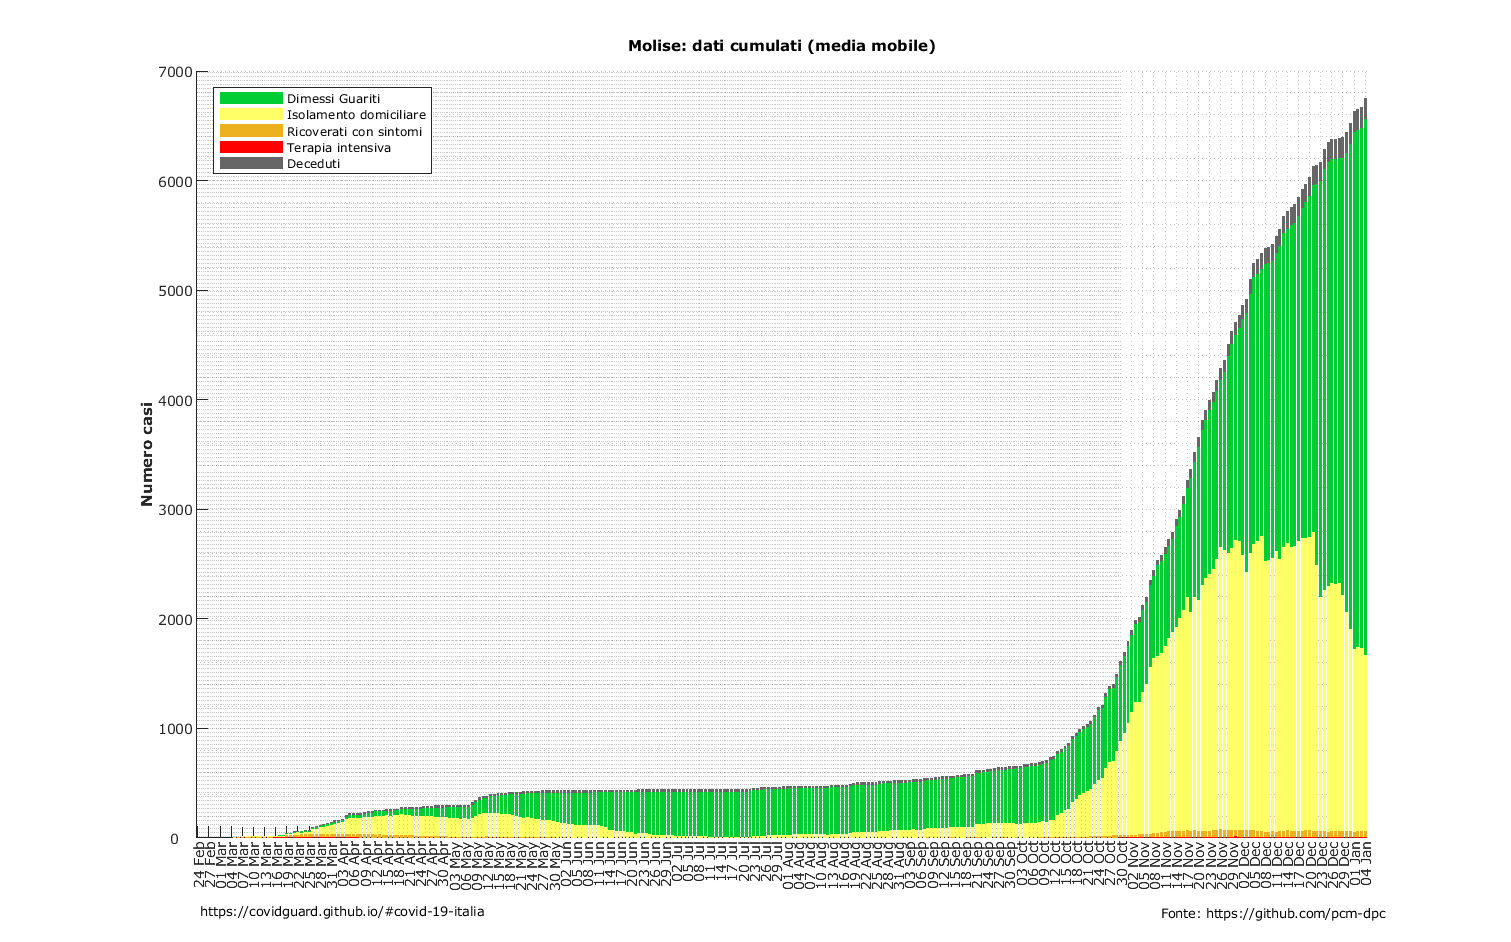 Molise: dati cumulati (media mobile)
7000
6000
5000
4000
3000
2000
1000
0
Numero casi
Dimessi Guariti
Isolamento domiciliare
Ricoverati con sintomi
Terapia intensiva
Deceduti
24 Feb
27 Feb
01 Mar
04 Mar
07 Mar
10 Mar
13 Mar
16 Mar
19 Mar
22 Mar
25 Mar
28 Mar
31 Mar
03 Apr
06 Apr
09 Apr
12 Apr
15 Apr
18 Apr
21 Apr
24 Apr
27 Apr
30 Apr
03 May
06 May
09 May
12 May
15 May
18 May
21 May
24 May
27 May
30 May
02 Jun
05 Jun
08 Jun
11 Jun
14 Jun
17 Jun
20 Jun
23 Jun
26 Jun
29 Jun
02 Jul
05 Jul
08 Jul
11 Jul
14 Jul
17 Jul
20 Jul
23 Jul
26 Jul
29 Jul
01 Aug
04 Aug
07 Aug
10 Aug
13 Aug
16 Aug
19 Aug
22 Aug
25 Aug
28 Aug
31 Aug
03 Sep
06 Sep
09 Sep
12 Sep
15 Sep
18 Sep
21 Sep
24 Sep
27 Sep
30 Sep
03 Oct
06 Oct
09 Oct
12 Oct
15 Oct
18 Oct
21 Oct
24 Oct
27 Oct
30 Oct
02 Nov
05 Nov
08 Nov
11 Nov
14 Nov
17 Nov
20 Nov
23 Nov
26 Nov
29 Nov
02 Dec
05 Dec
08 Dec
11 Dec
14 Dec
17 Dec
20 Dec
23 Dec
26 Dec
29 Dec
01 Jan
04 Jan
https://covidguard.github.io/#covid-19-italia
Fonte: https://github.com/pcm-dpc